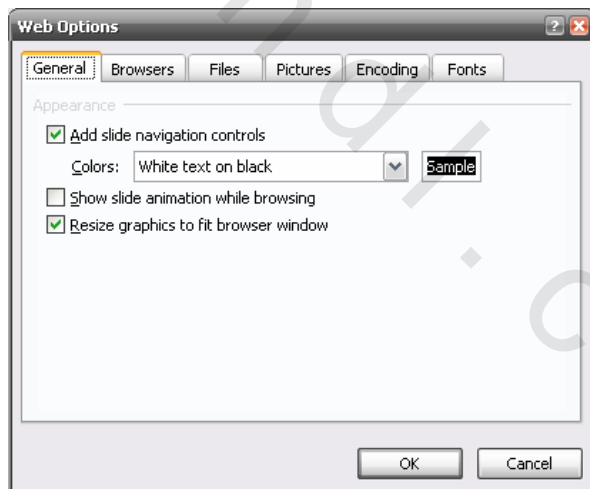 Web Options
General Browsers Files Pictures Encoding Fonts
Appearance
Add slide navigation controls
Colors: White text on black Sample
Show slide animation while browsing
Resize graphics to fit browser window
OK Cancel